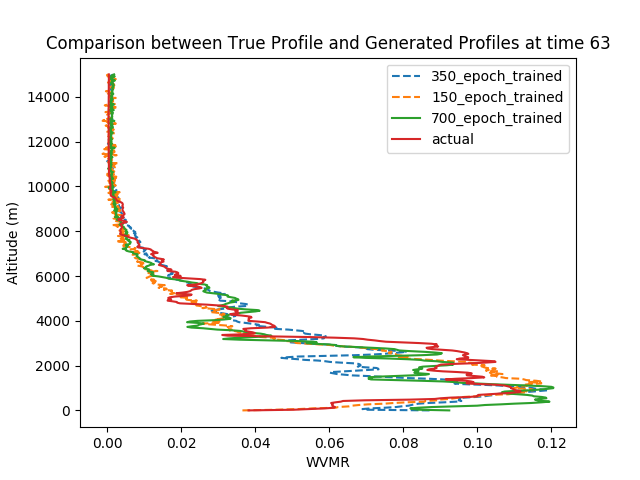 Comparison between True Profile and Generated Profiles at time 63
350_epoch_trained
150_epoch_trained
700_epoch_trained
actual
Altitude (m)
14000
12000
10000
8000
6000
4000
2000
0
0.00 0.02 0.04 0.06 0.08 0.10 0.12
WVMR